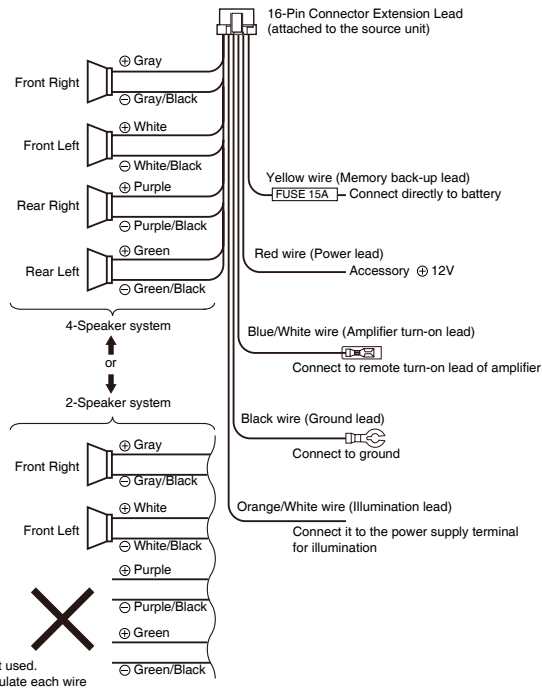 16-Pin Connector Extension Lead
(attached to the source unit)
Front Right
⊕ Gray
⊖ Gray/Black
Front Left
⊕ White
⊖ White/Black
Rear Right
⊕ Purple
⊖ Purple/Black
Rear Left
⊕ Green
⊖ Green/Black
4-Speaker system
or
2-Speaker system
Front Right
⊕ Gray
⊖ Gray/Black
Front Left
⊕ White
⊖ White/Black
⊕ Purple
⊖ Purple/Black
⊕ Green
⊖ Green/Black
used.
each wire
Yellow wire (Memory back-up lead)
FUSE 15A
Connect directly to battery
Red wire (Power lead)
Accessory ⊕ 12V
Blue/White wire (Amplifier turn-on lead)
Connect to remote turn-on lead of amplifier
Black wire (Ground lead)
Connect to ground
Orange/White wire (Illumination lead)
Connect it to the power supply terminal
for illumination